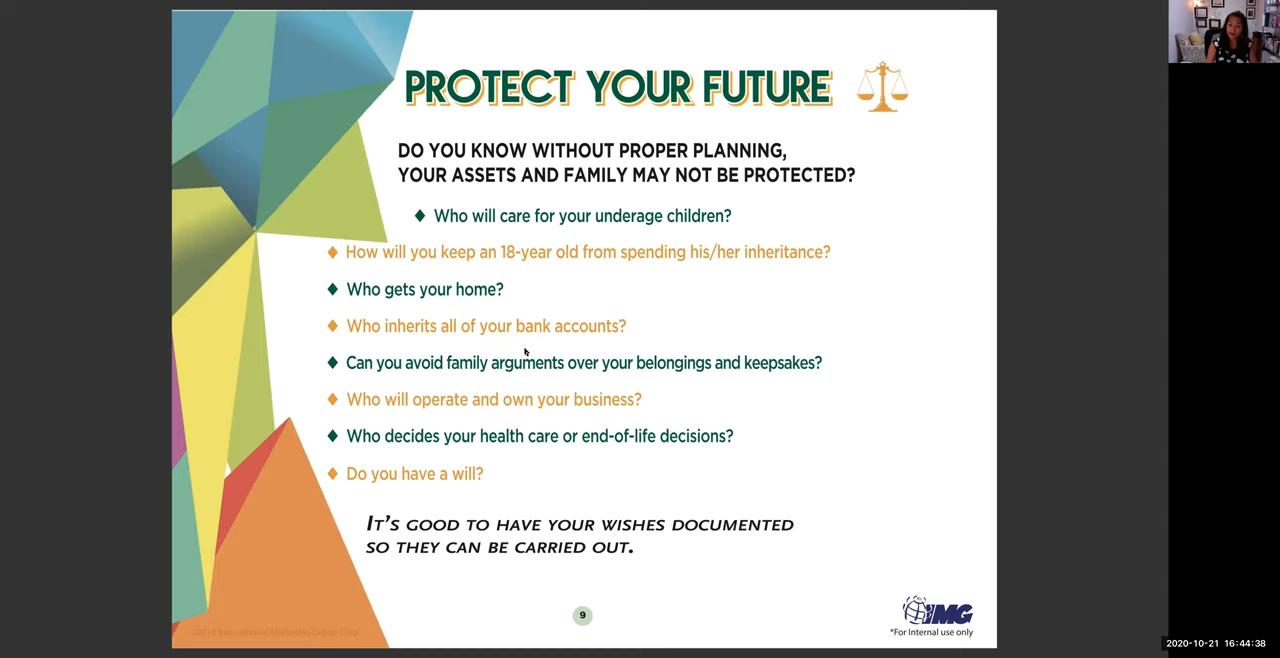 PROTECT YOUR FUTURE
DO YOU KNOW WITHOUT PROPER PLANNING,
YOUR ASSETS AND FAMILY MAY NOT BE PROTECTED?
♦ Who will care for your underage children?
♦ How will you keep an 18-year old from spending his/her inheritance?
♦ Who gets your home?
♦ Who inherits all of your bank accounts?
♦ Can you avoid family arguments over your belongings and keepsakes?
♦ Who will operate and own your business?
♦ Who decides your health care or end-of-life decisions?
♦ Do you have a will?
IT'S GOOD TO HAVE YOUR WISHES DOCUMENTED
SO THEY CAN BE CARRIED OUT.
International Marketing Group Corp.
9
IMG
*For Internal use only
2020-10-21 16:44:38